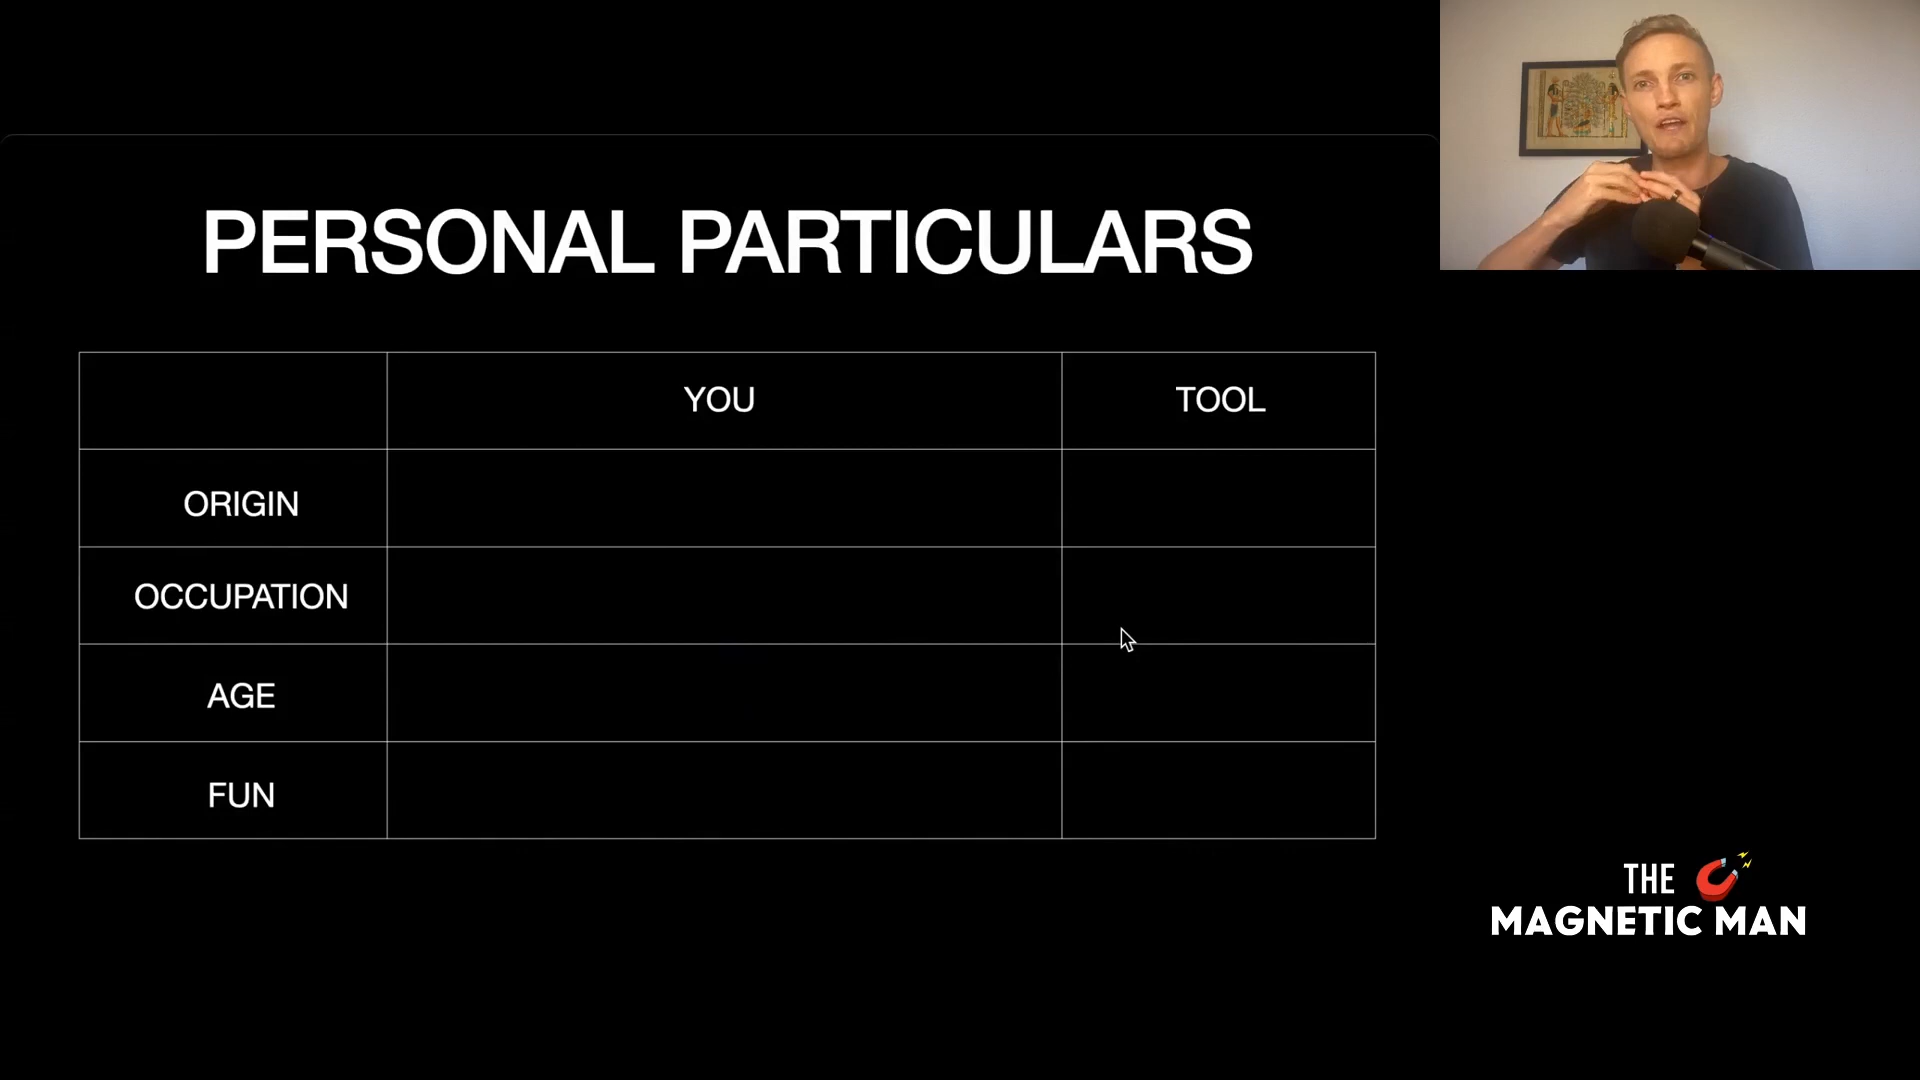 PERSONAL PARTICULARS
YOU TOOL
ORIGIN
OCCUPATION
AGE
FUN
THE
MAGNETIC MAN